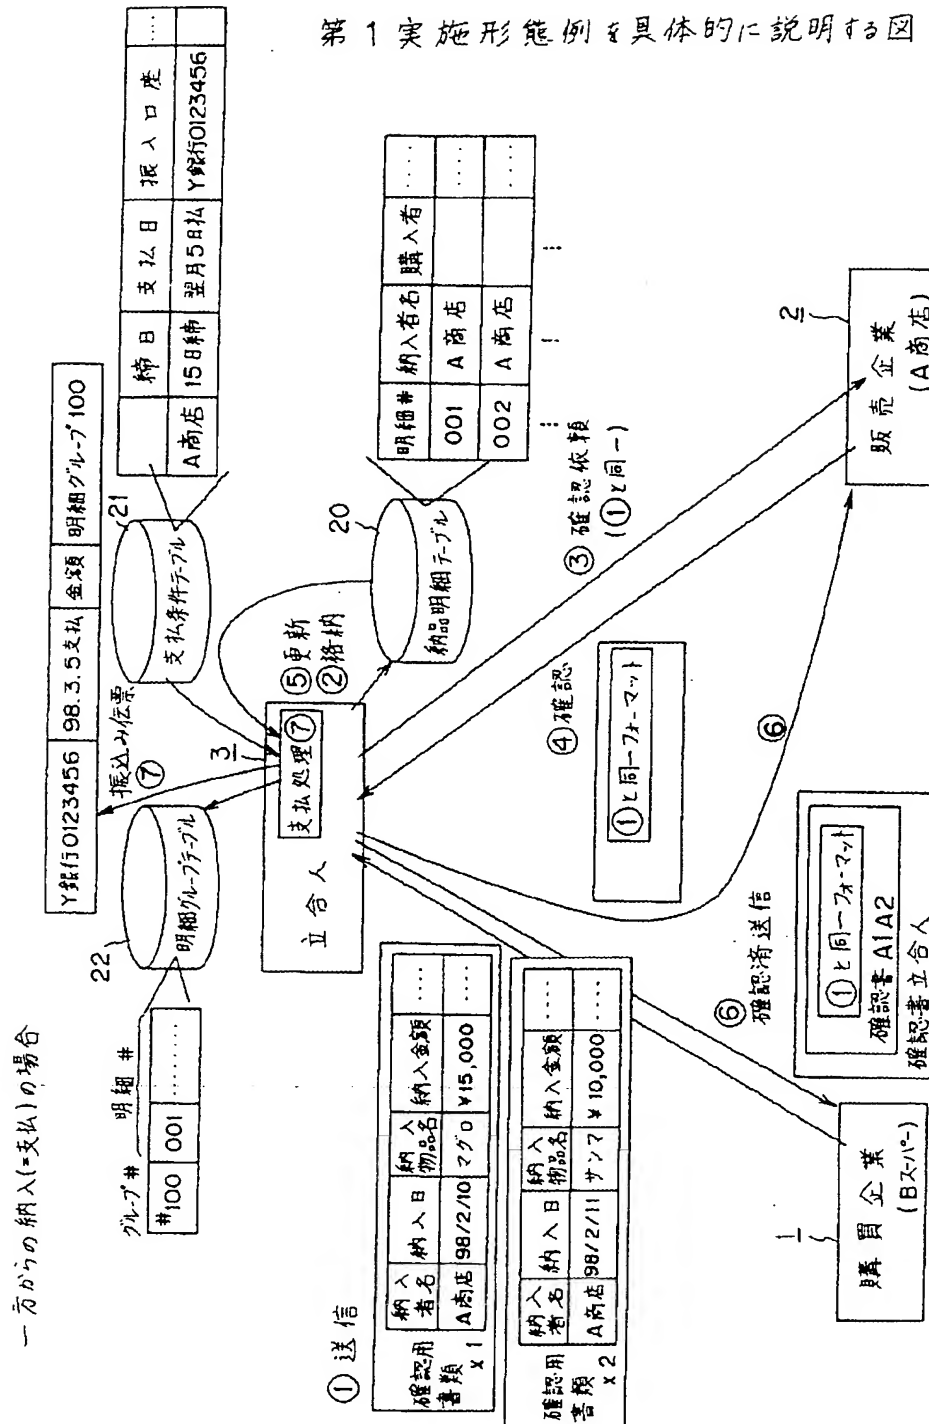 第1実施形態例を具体的に説明する図
一方からの納入(=支払)の場合
Y銀行0123456 98.3.5支払 金額 明細グループ100
振込み伝票
⑦
締日 支払日 振入口座 ....
A商店 15日締 翌月5日払 Y銀行0123456 ....
21
支払条件テーブル
22
明細グループテーブル
グループ# 明細#
#100 001 ........
3
支払処理⑦
立合人
⑤更新
②格納
20
納品明細テーブル
明細# 納入者名 購入者 ....
001 A商店 ....
002 A商店 ....
③確認依頼
(①と同一)
④確認
①と同一フォーマット
⑥
⑥
確認済送信
①と同一フォーマット
確認書A1A2
確認書立合人
①送信
納入者名 納入日 納入物品名 納入金額 ....
A商店 98/2/10 マグロ ¥15,000 ....
確認用書類
x1
納入者名 納入日 納入物品名 納入金額 ....
A商店 98/2/11 サンマ ¥10,000 ....
確認用書類
x2
1
購買企業
(Bスーパー)
2
販売企業
(A商店)